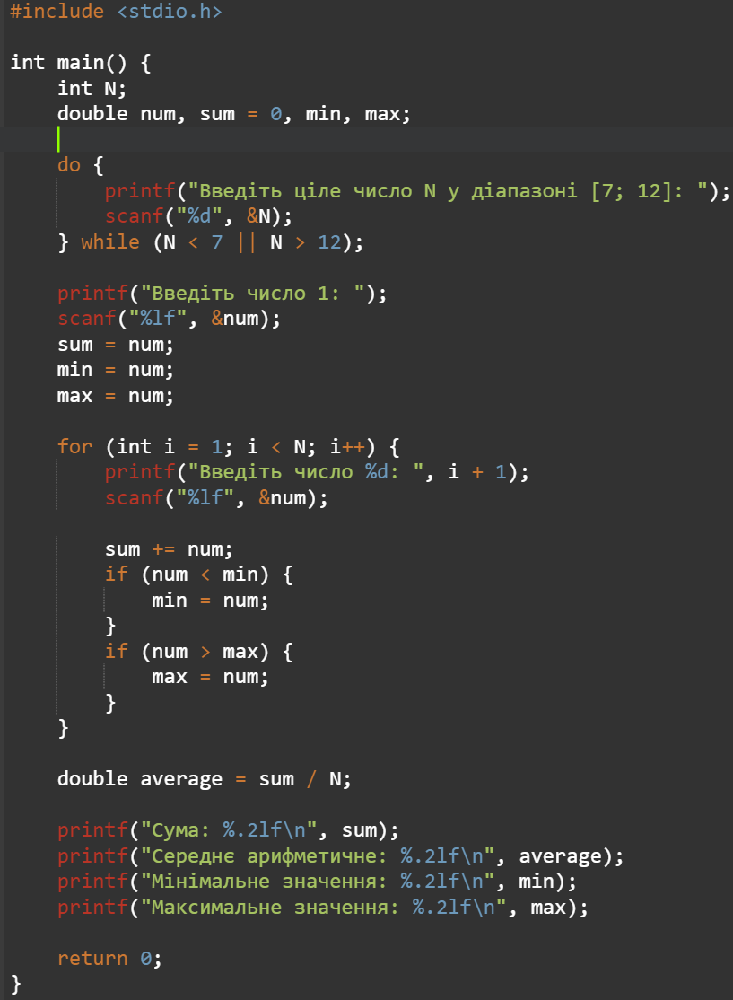 #include <stdio.h>

int main() {
    int N;
    double num, sum = 0, min, max;

    do {
        printf("Введіть ціле число N у діапазоні [7; 12]: ");
        scanf("%d", &N);
    } while (N < 7 || N > 12);

    printf("Введіть число 1: ");
    scanf("%lf", &num);
    sum = num;
    min = num;
    max = num;

    for (int i = 1; i < N; i++) {
        printf("Введіть число %d: ", i + 1);
        scanf("%lf", &num);

        sum += num;
        if (num < min) {
            min = num;
        }
        if (num > max) {
            max = num;
        }
    }

    double average = sum / N;

    printf("Сума: %.2lf\n", sum);
    printf("Середнє арифметичне: %.2lf\n", average);
    printf("Мінімальне значення: %.2lf\n", min);
    printf("Максимальне значення: %.2lf\n", max);

    return 0;
}